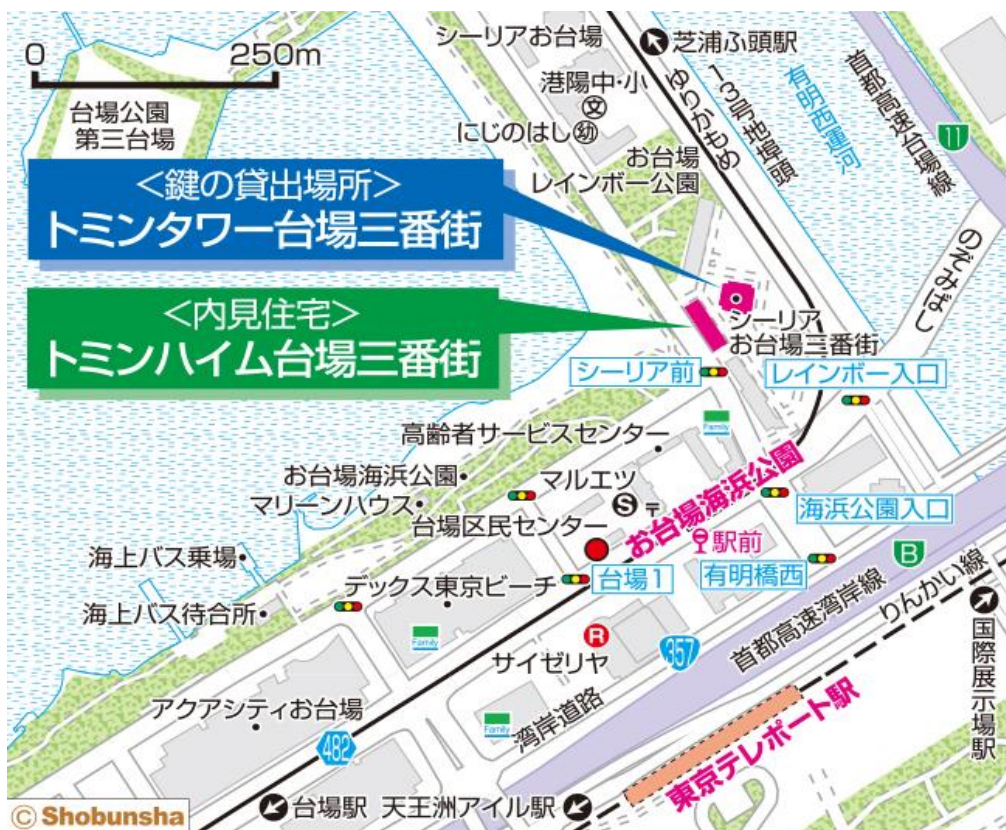 シーリアお台場
芝浦ふ頭駅
0 250m
港陽中・小
文
にじのはし幼
台場公園
第三台場
ゆりかもめ
13号地埠頭
有明西運河
首都高速台場線
11
お台場
レインボー公園
<鍵の貸出場所>
トミンタワー台場三番街
のぞみばし
<内見住宅>
トミンハイム台場三番街
シーリア
お台場三番街
シーリア前
レインボー入口
Family
高齢者サービスセンター
お台場海浜公園
マリーンハウス
マルエツ
S
〒
お台場海浜公園
海浜公園入口
台場区民センター
駅前
海上バス乗場
デックス東京ビーチ
台場1
有明橋西
B
りんかい線
海上バス待合所
Family
R
サイゼリヤ
357
首都高速湾岸線
国際展示場駅
アクアシティお台場
482
Family
湾岸道路
東京テレポート駅
台場駅
天王洲アイル駅
© Shobunsha